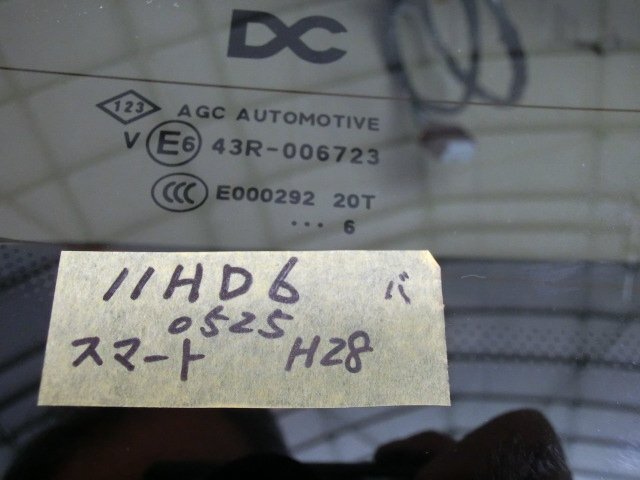 DC
123 AGC AUTOMOTIVE
V E6 43R-006723
CCC E000292 20T
... 6
11HD6 バ
0525
スマート H28